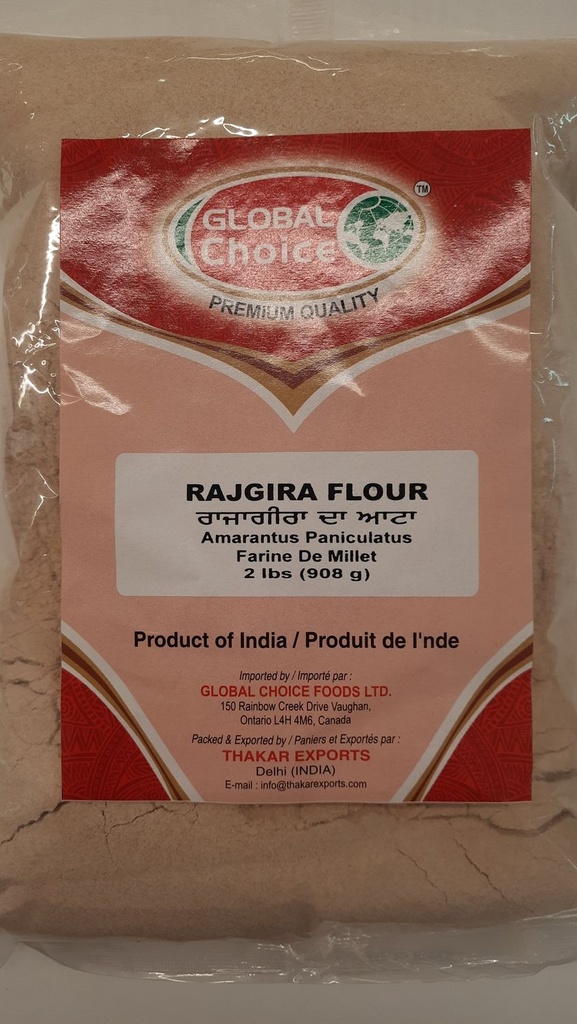 GLOBAL
Choice
TM
PREMIUM QUALITY
RAJGIRA FLOUR
ਰਾਜਾਗੀਰਾ ਦਾ ਆਟਾ
Amarantus Paniculatus
Farine De Millet
2 lbs (908 g)
Product of India / Produit de l'nde
Imported by / Importé par :
GLOBAL CHOICE FOODS LTD.
150 Rainbow Creek Drive Vaughan,
Ontario L4H 4M6, Canada
Packed & Exported by / Paniers et Exportés par :
THAKAR EXPORTS
Delhi (INDIA)
E-mail : info@thakarexports.com